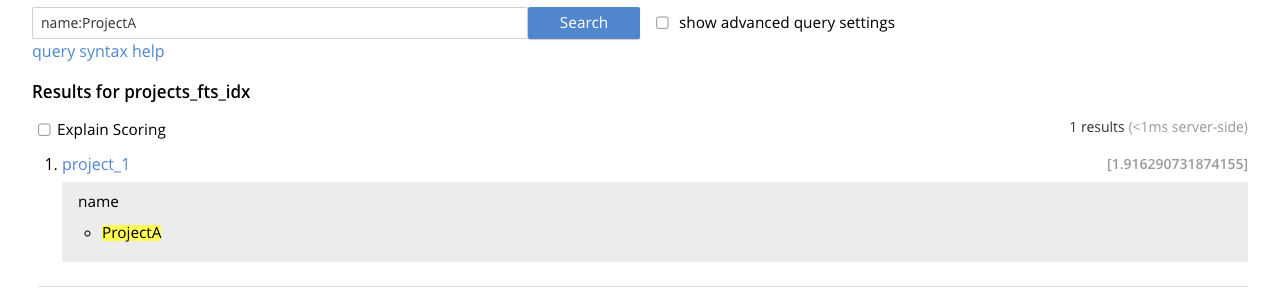 name:ProjectA Search show advanced query settings
query syntax help
Results for projects_fts_idx
Explain Scoring 1 results (<1ms server-side)
1. project_1 [1.916290731874155]
name
ProjectA